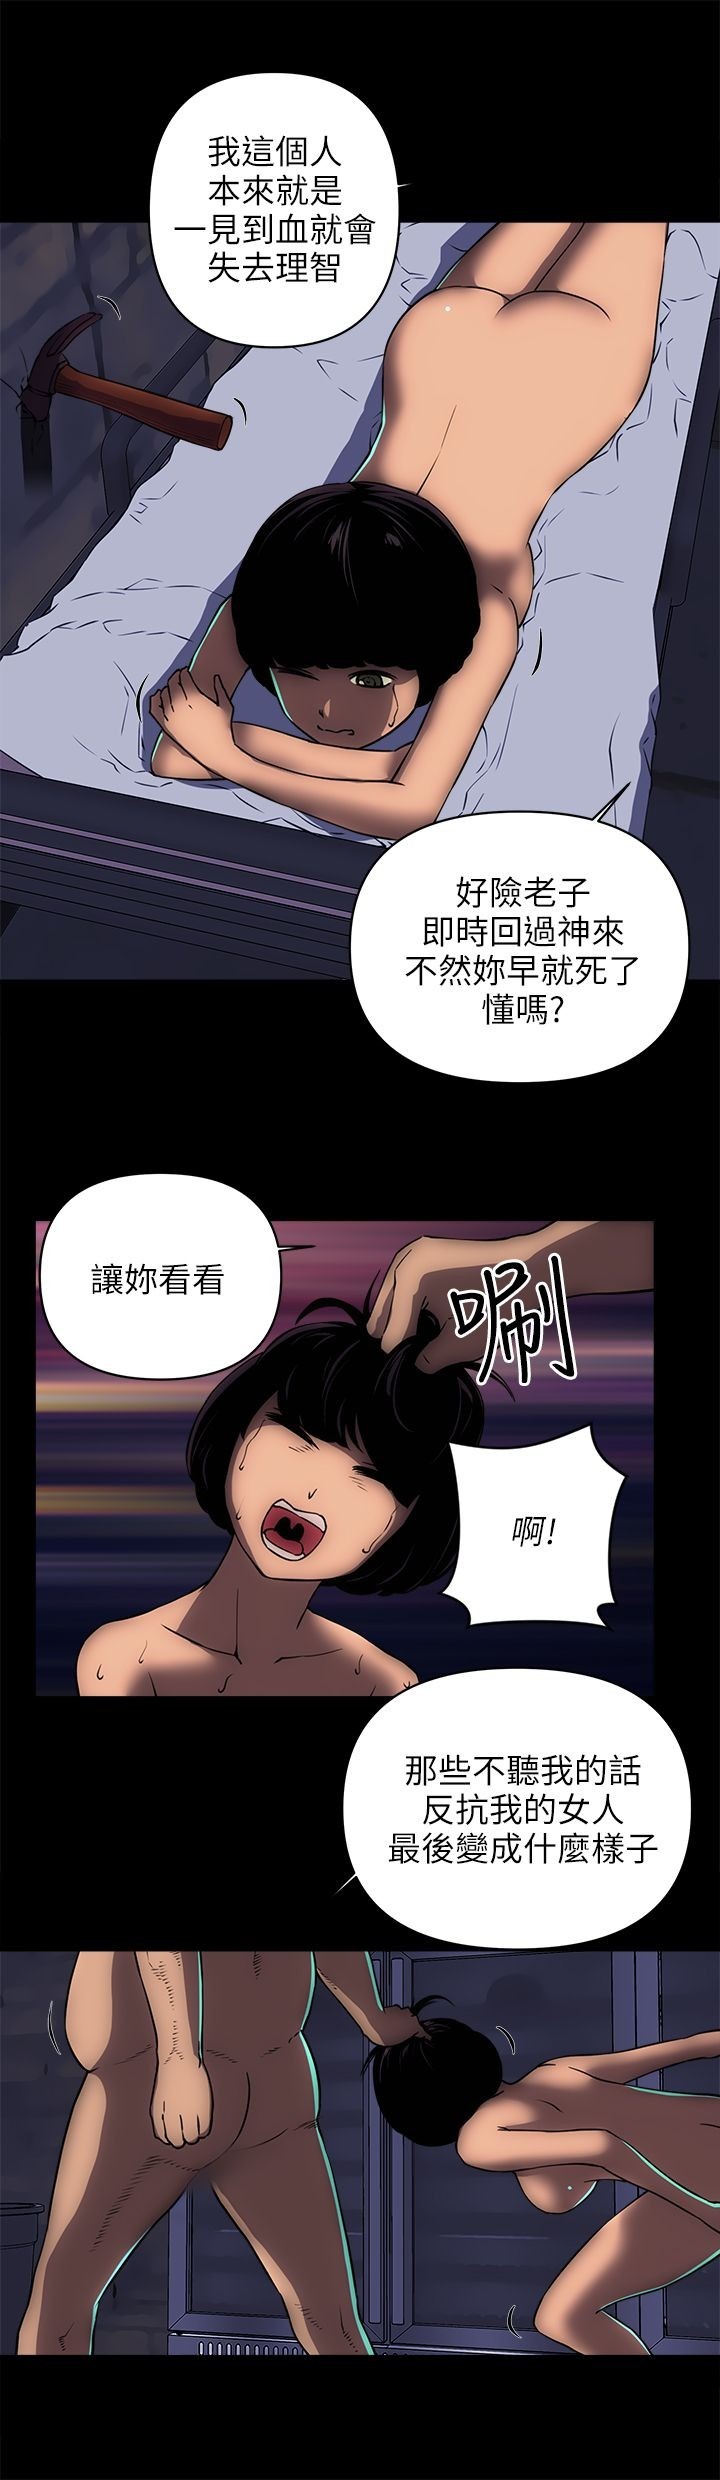 我這個人
本來就是
一見到血就會
失去理智
好險老子
即時回過神來
不然妳早就死了
懂嗎?
讓妳看看
唰
啊!
那些不聽我的話
反抗我的女人
最後變成什麼樣子